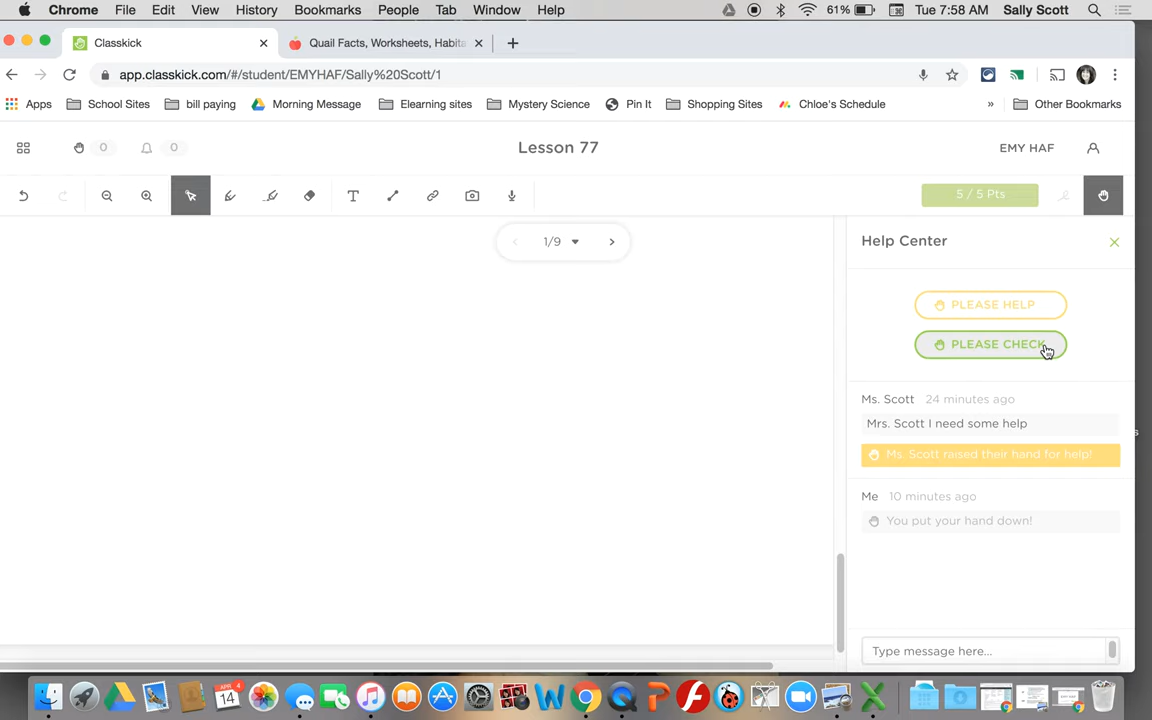 Chrome File Edit View History Bookmarks People Tab Window Help 61% Tue 7:58 AM Sally Scott
Classkick Quail Facts, Worksheets, Habita
app.classkick.com/#/student/EMYHAF/Sally%20Scott/1
Apps School Sites bill paying Morning Message Elearning sites Mystery Science Pin It Shopping Sites Chloe's Schedule » Other Bookmarks
0 0 Lesson 77 EMY HAF
T 5 / 5 Pts
1/9
Help Center
PLEASE HELP
PLEASE CHECK
Ms. Scott 24 minutes ago
Mrs. Scott I need some help
Ms. Scott raised their hand for help!
Me 10 minutes ago
You put your hand down!
Type message here...
APR 14 4